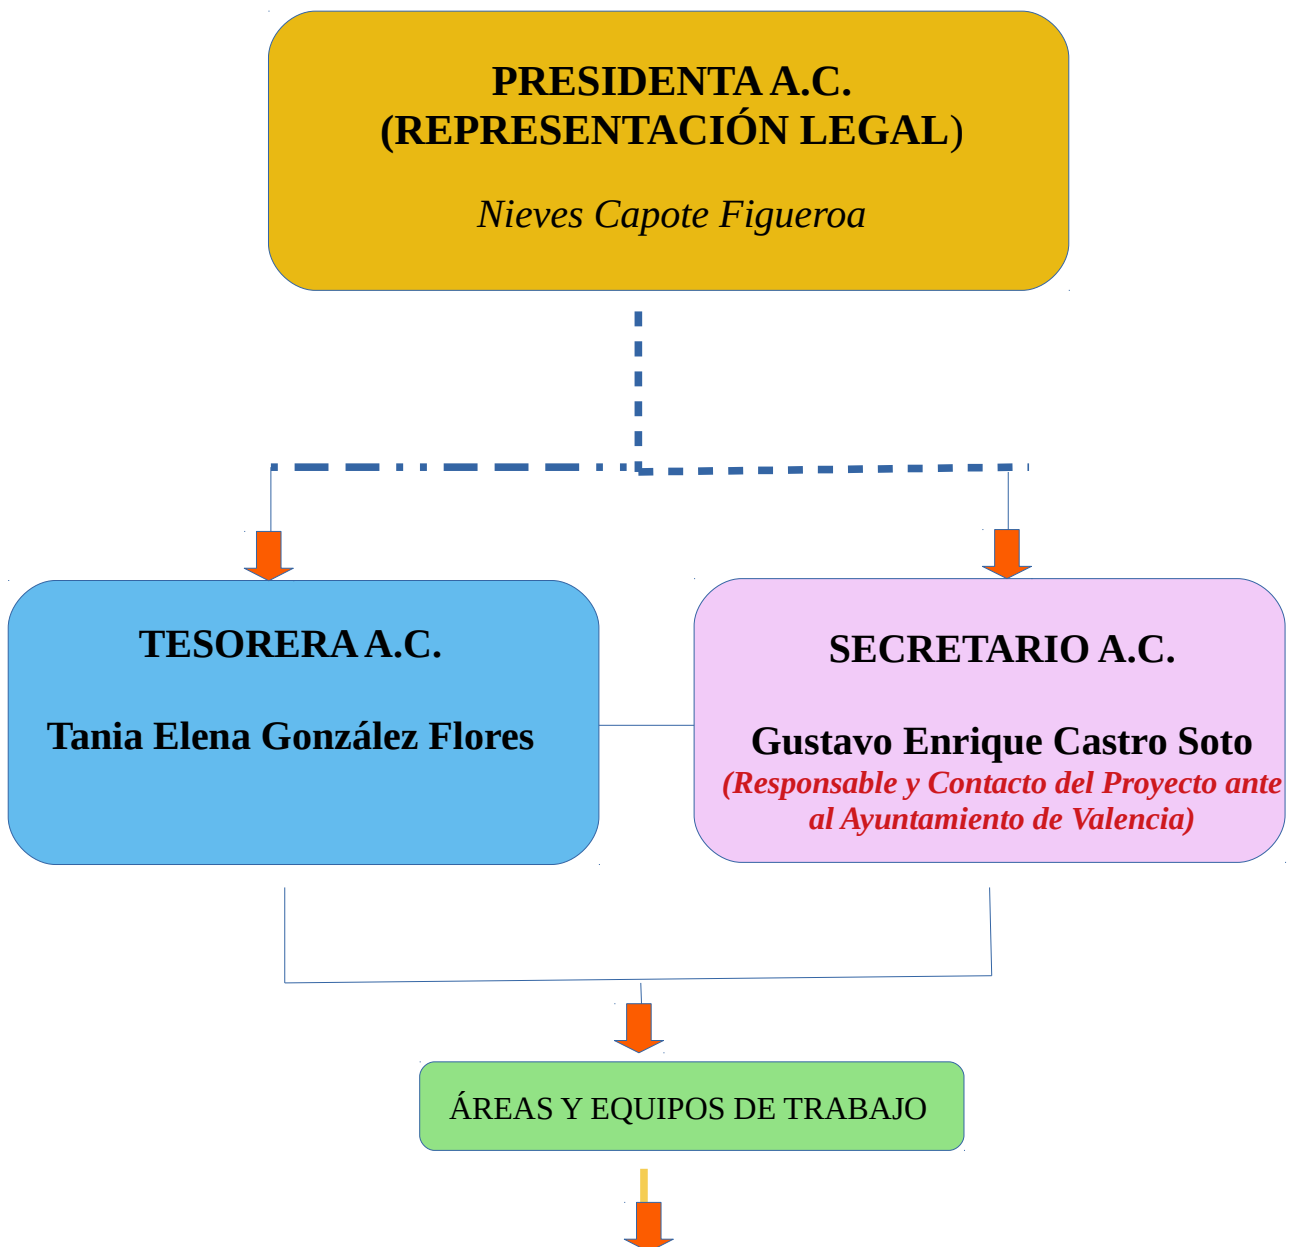 PRESIDENTA A.C.
(REPRESENTACIÓN LEGAL)
Nieves Capote Figueroa
TESORERA A.C.
Tania Elena González Flores
SECRETARIO A.C.
Gustavo Enrique Castro Soto
(Responsable y Contacto del Proyecto ante
al Ayuntamiento de Valencia)
ÁREAS Y EQUIPOS DE TRABAJO